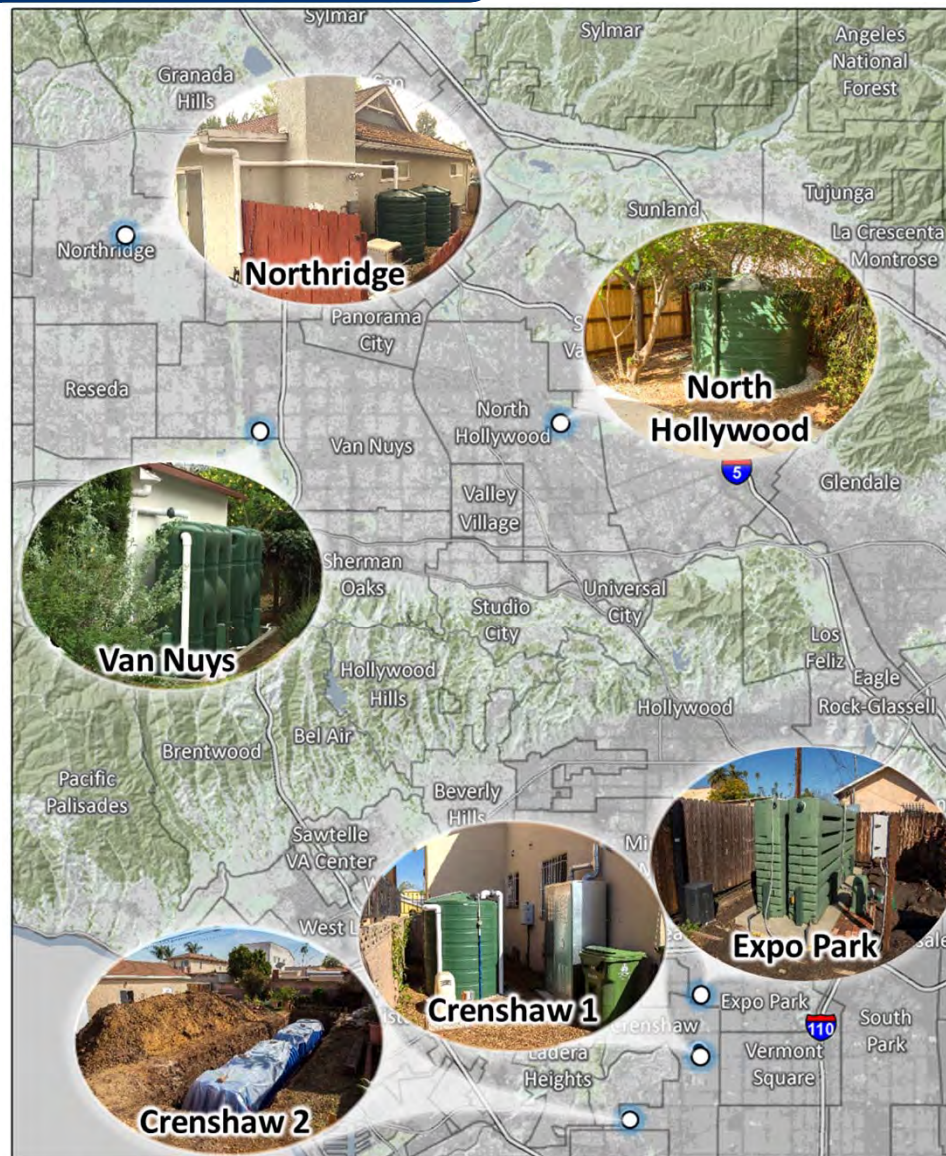 Sylmar
Sylmar
Angeles
National
Forest
Granada
Hills
San
Tujunga
Sunland
La Crescenta
Montrose
Northridge
Northridge
Panorama
City
North
Hollywood
Reseda
North
Hollywood
Van Nuys
5
Glendale
Valley
Village
Sherman
Oaks
Universal
City
Studio
City
Van Nuys
Los
Feliz
Hollywood
Hills
Eagle
Rock-Glassell
Hollywood
Bel Air
Brentwood
Pacific
Palisades
Beverly
Hills
Sawtelle
VA Center
West L
Expo Park
Crenshaw 1
Expo Park
110
South
Park
Crenshaw
Vermont
Square
Ladera
Heights
Crenshaw 2